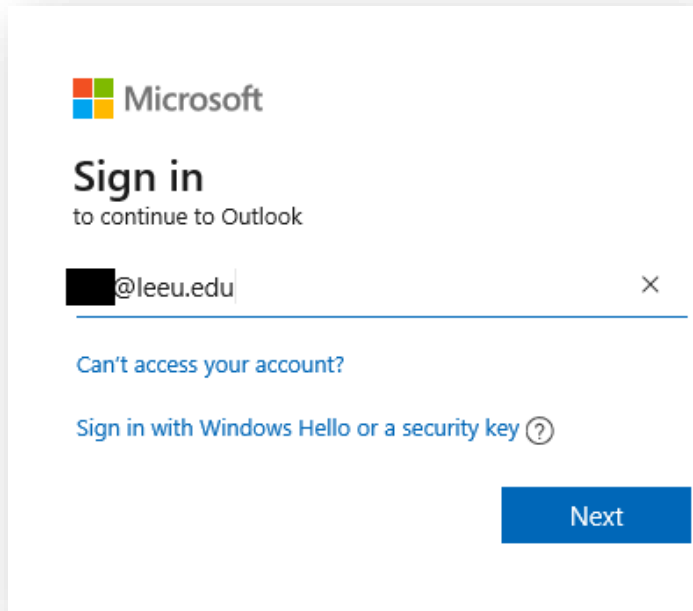 Microsoft
Sign in
to continue to Outlook
@leeu.edu
Can't access your account?
Sign in with Windows Hello or a security key
Next